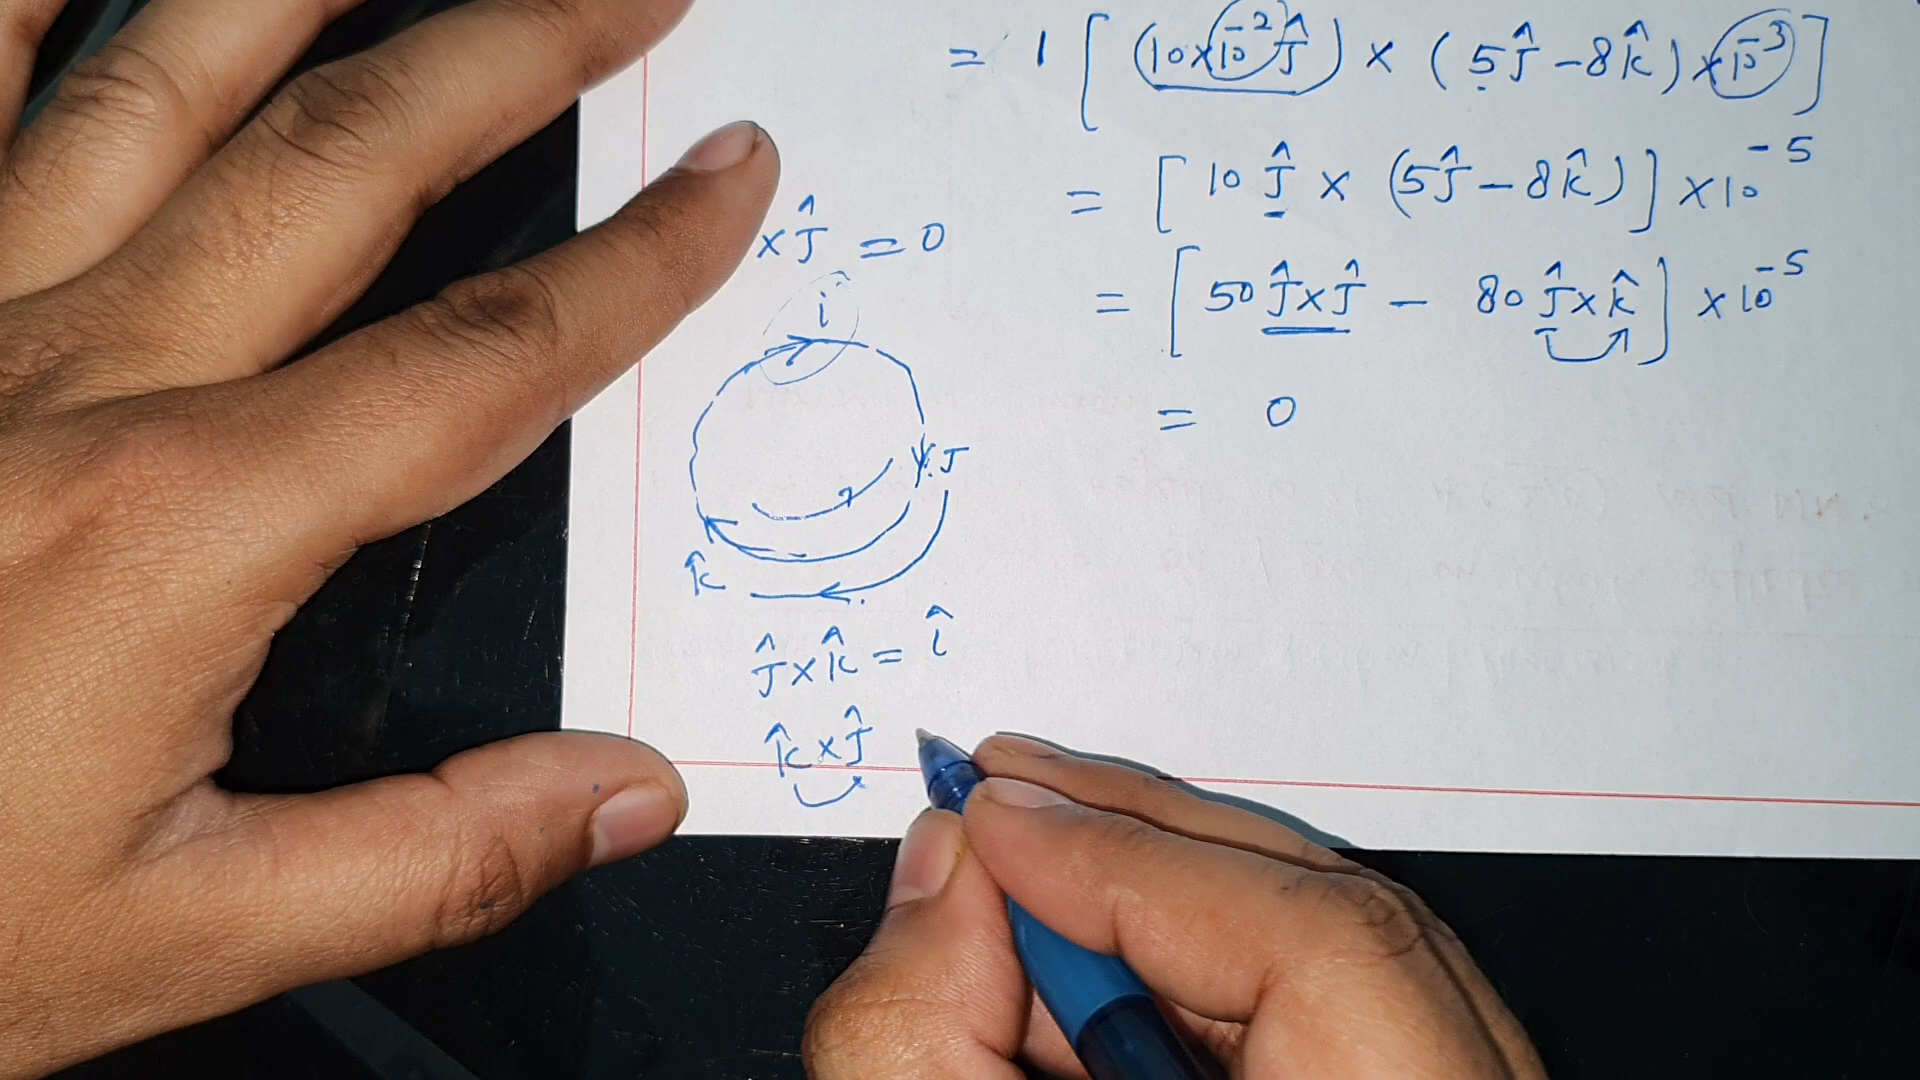 = 1 [ (10×10⁻² ĵ) × (5ĵ − 8k̂) × 10⁻³ ]
= [ 10 ĵ × (5ĵ − 8k̂) ] × 10⁻⁵
× ĵ = 0
= [ 50 ĵ × ĵ − 80 ĵ × k̂ ] × 10⁻⁵
i
= 0
J
k̂
ĵ × k̂ = î
k̂ × ĵ